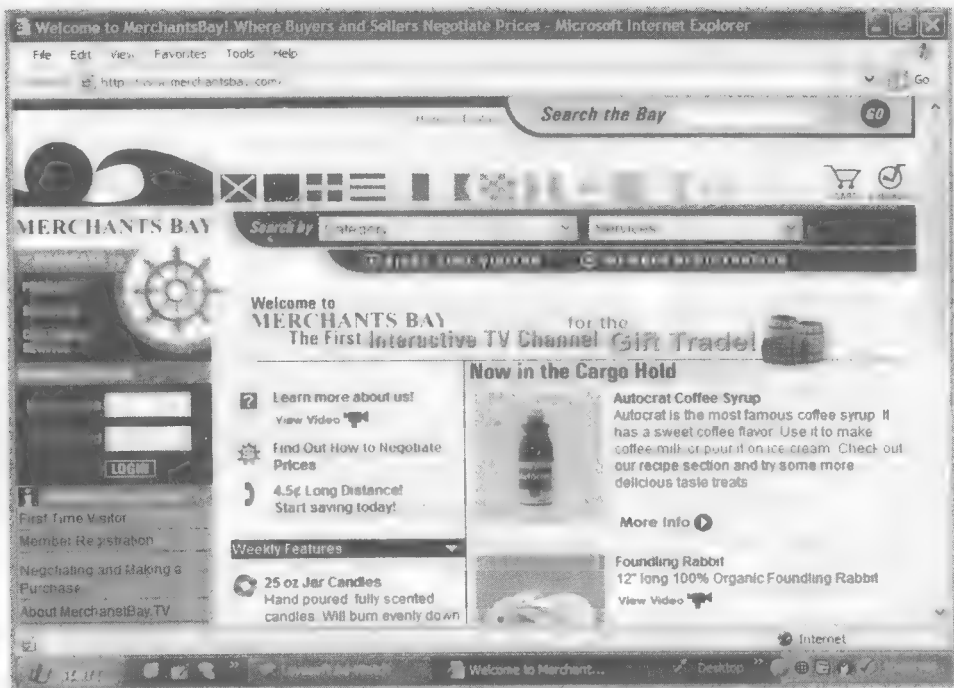 Welcome to MerchantsBay! Where Buyers and Sellers Negotiate Prices - Microsoft Internet Explorer
File Edit View Favorites Tools Help
Go
Search the Bay
GO
MERCHANTS BAY
Search by Category Services
Welcome to
MERCHANTS BAY for the
The First Interactive TV Channel Gift Trade!
Now in the Cargo Hold
Learn more about us!
View Video
Find Out How to Negotiate
Prices
4.5¢ Long Distance!
Start saving today!
Autocrat Coffee Syrup
Autocrat is the most famous coffee syrup. It
has a sweet coffee flavor. Use it to make
coffee milk or pour it on ice cream. Check out
our recipe section and try some more
delicious taste treats
More Info
LOGIN
First Time Visitor
Member Registration
Negotiating and Making a
Purchase
About MerchanstBay.TV
Weekly Features
25 oz Jar Candles
Hand poured fully scented
candles. Will burn evenly down
Foundling Rabbit
12" long 100% Organic Foundling Rabbit
View Video
Internet
Welcome to Merchant...
Desktop